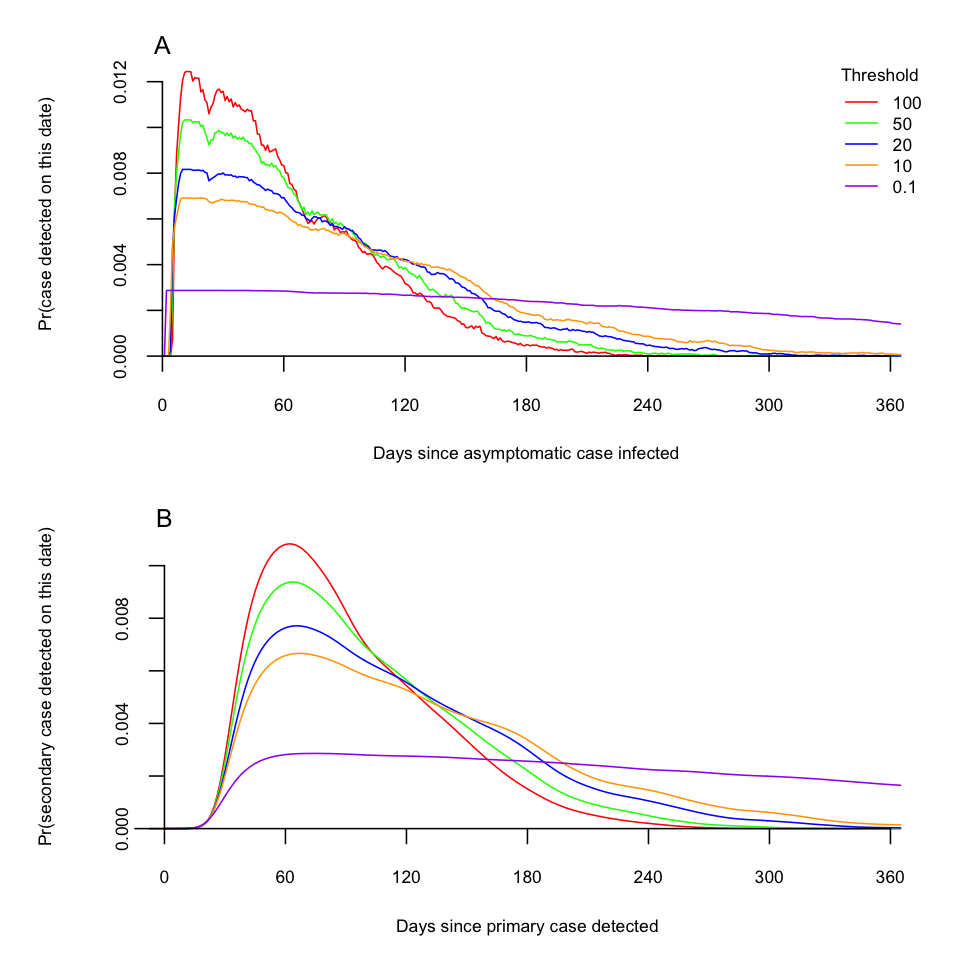 A
Pr(case detected on this date)
0.012
0.008
0.004
0.000
Threshold
100
50
20
10
0.1
0 60 120 180 240 300 360
Days since asymptomatic case infected
B
Pr(secondary case detected on this date)
0.008
0.004
0.000
0 60 120 180 240 300 360
Days since primary case detected